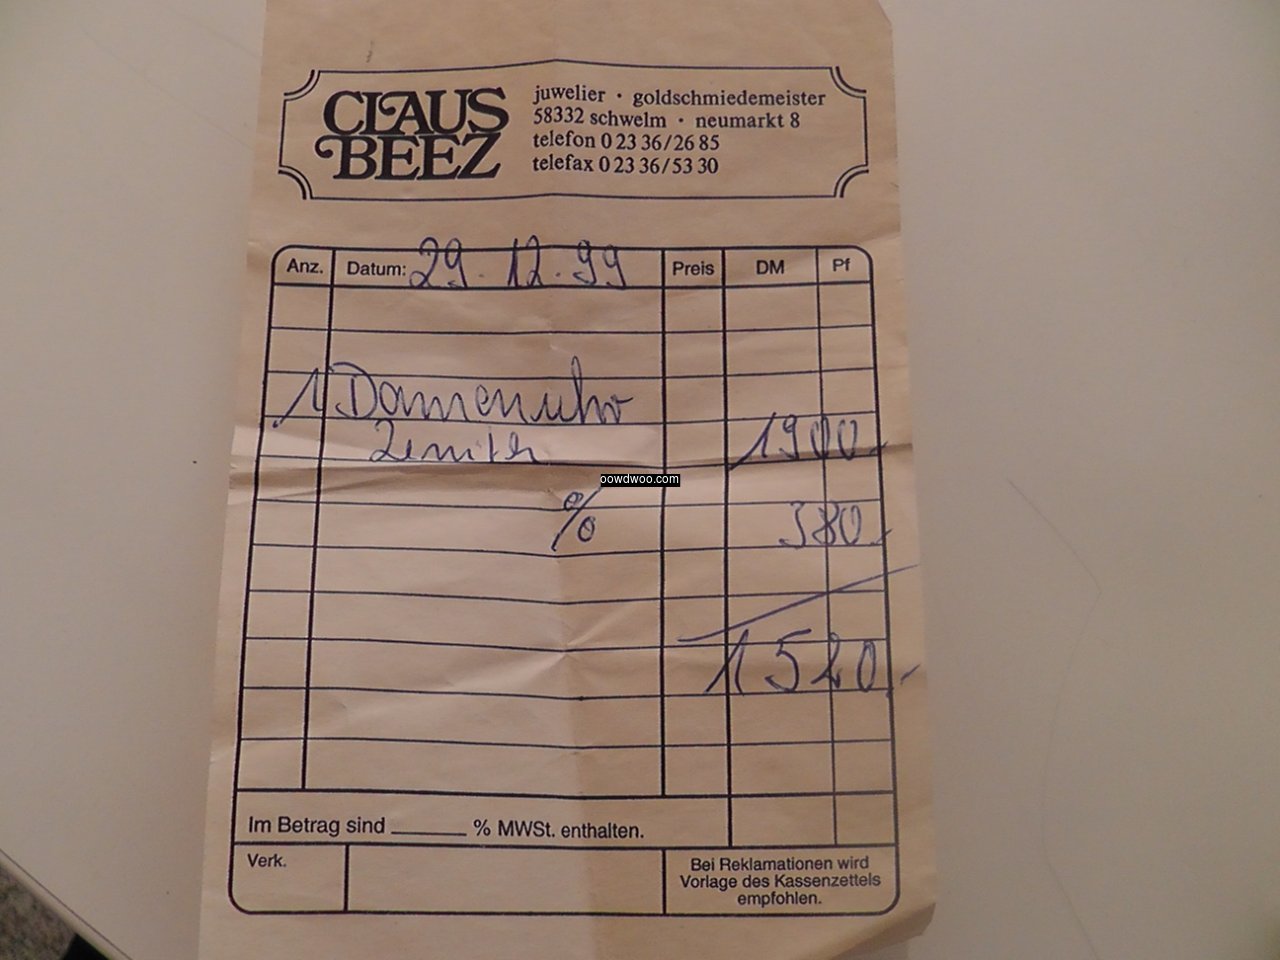 CLAUS
BEEZ
juwelier · goldschmiedemeister
58332 schwelm · neumarkt 8
telefon 0 23 36/26 85
telefax 0 23 36/53 30
Anz. Datum: 29.12.99 Preis DM Pf
1 Damenuhr
Zenith 1900.-
% 380.-
1520.-
Im Betrag sind ______ % MWSt. enthalten.
Verk.
Bei Reklamationen wird
Vorlage des Kassenzettels
empfohlen.
oowdwoo.com